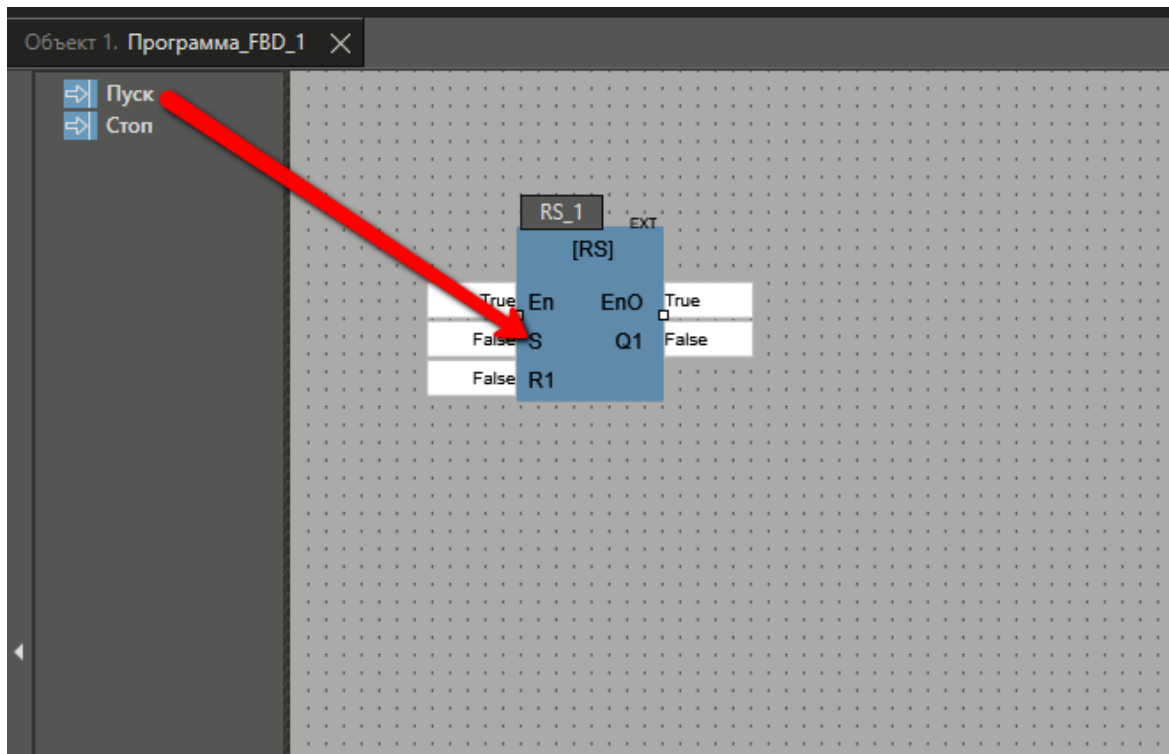 Объект 1. Программа_FBD_1
Пуск
Стоп
RS_1
EXT
[RS]
True En EnO True
False S Q1 False
False R1